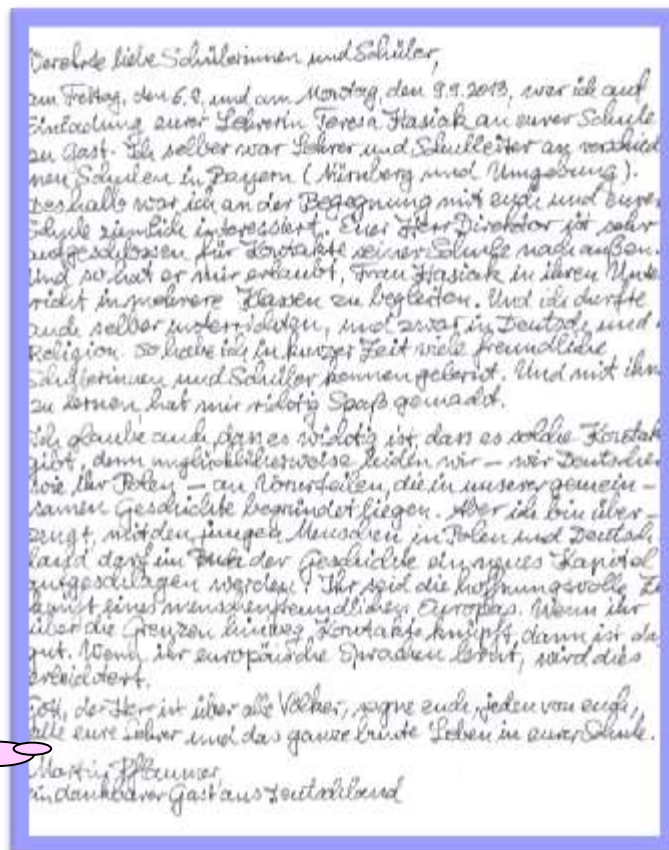 Verehrte liebe Schülerinnen und Schüler,
am Freitag, den 6.9. und am Montag, den 9.9.2013, war ich auf
Einladung eurer Lehrerin Teresa Hasiak an eurer Schule
zu Gast. Ich selber war Lehrer und Schulleiter an verschied
nen Schulen in Bayern (Nürnberg und Umgebung).
Deshalb war ich an der Begegnung mit euch und eurer
Schule ziemlich interessiert. Euer Herr Direktor ist sehr
aufgeschlossen für Kontakte seiner Schule nach außen.
Und so hat er mir erlaubt, Frau Hasiak in ihren Unte
richt in mehrere Klassen zu begleiten. Und ich durfte
auch selber unterrichten, und zwar in Deutsch und
Religion. So habe ich in kurzer Zeit viele freundliche
Schülerinnen und Schüler kennen gelernt. Und mit ihn
zu lernen, hat mir richtig Spaß gemacht.
Ich glaube auch, dass es wichtig ist, dass es solche Kontak
gibt, denn unglücklicherweise leiden wir – wir Deutsche
wie ihr Polen – an Vorurteilen, die in unserer gemein-
samen Geschichte begründet liegen. Aber ich bin über-
zeugt, mit den jungen Menschen in Polen und Deutsch
land darf im Buche der Geschichte ein neues Kapitel
aufgeschlagen werden. Ihr seid die hoffnungsvolle Zu
kunft eines menschenfreundlichen Europas. Wenn ihr
über die Grenzen hinweg Kontakte knüpft, dann ist das
gut. Wenn ihr europäische Sprachen lernt, wird dies
erleichtert.
Gott, der Herr ist über alle Völker, segne euch, jeden von euch,
alle eure Lehrer und das ganze bunte Leben in eurer Schule.
Martin
ein dankbarer Gast aus Deutschland